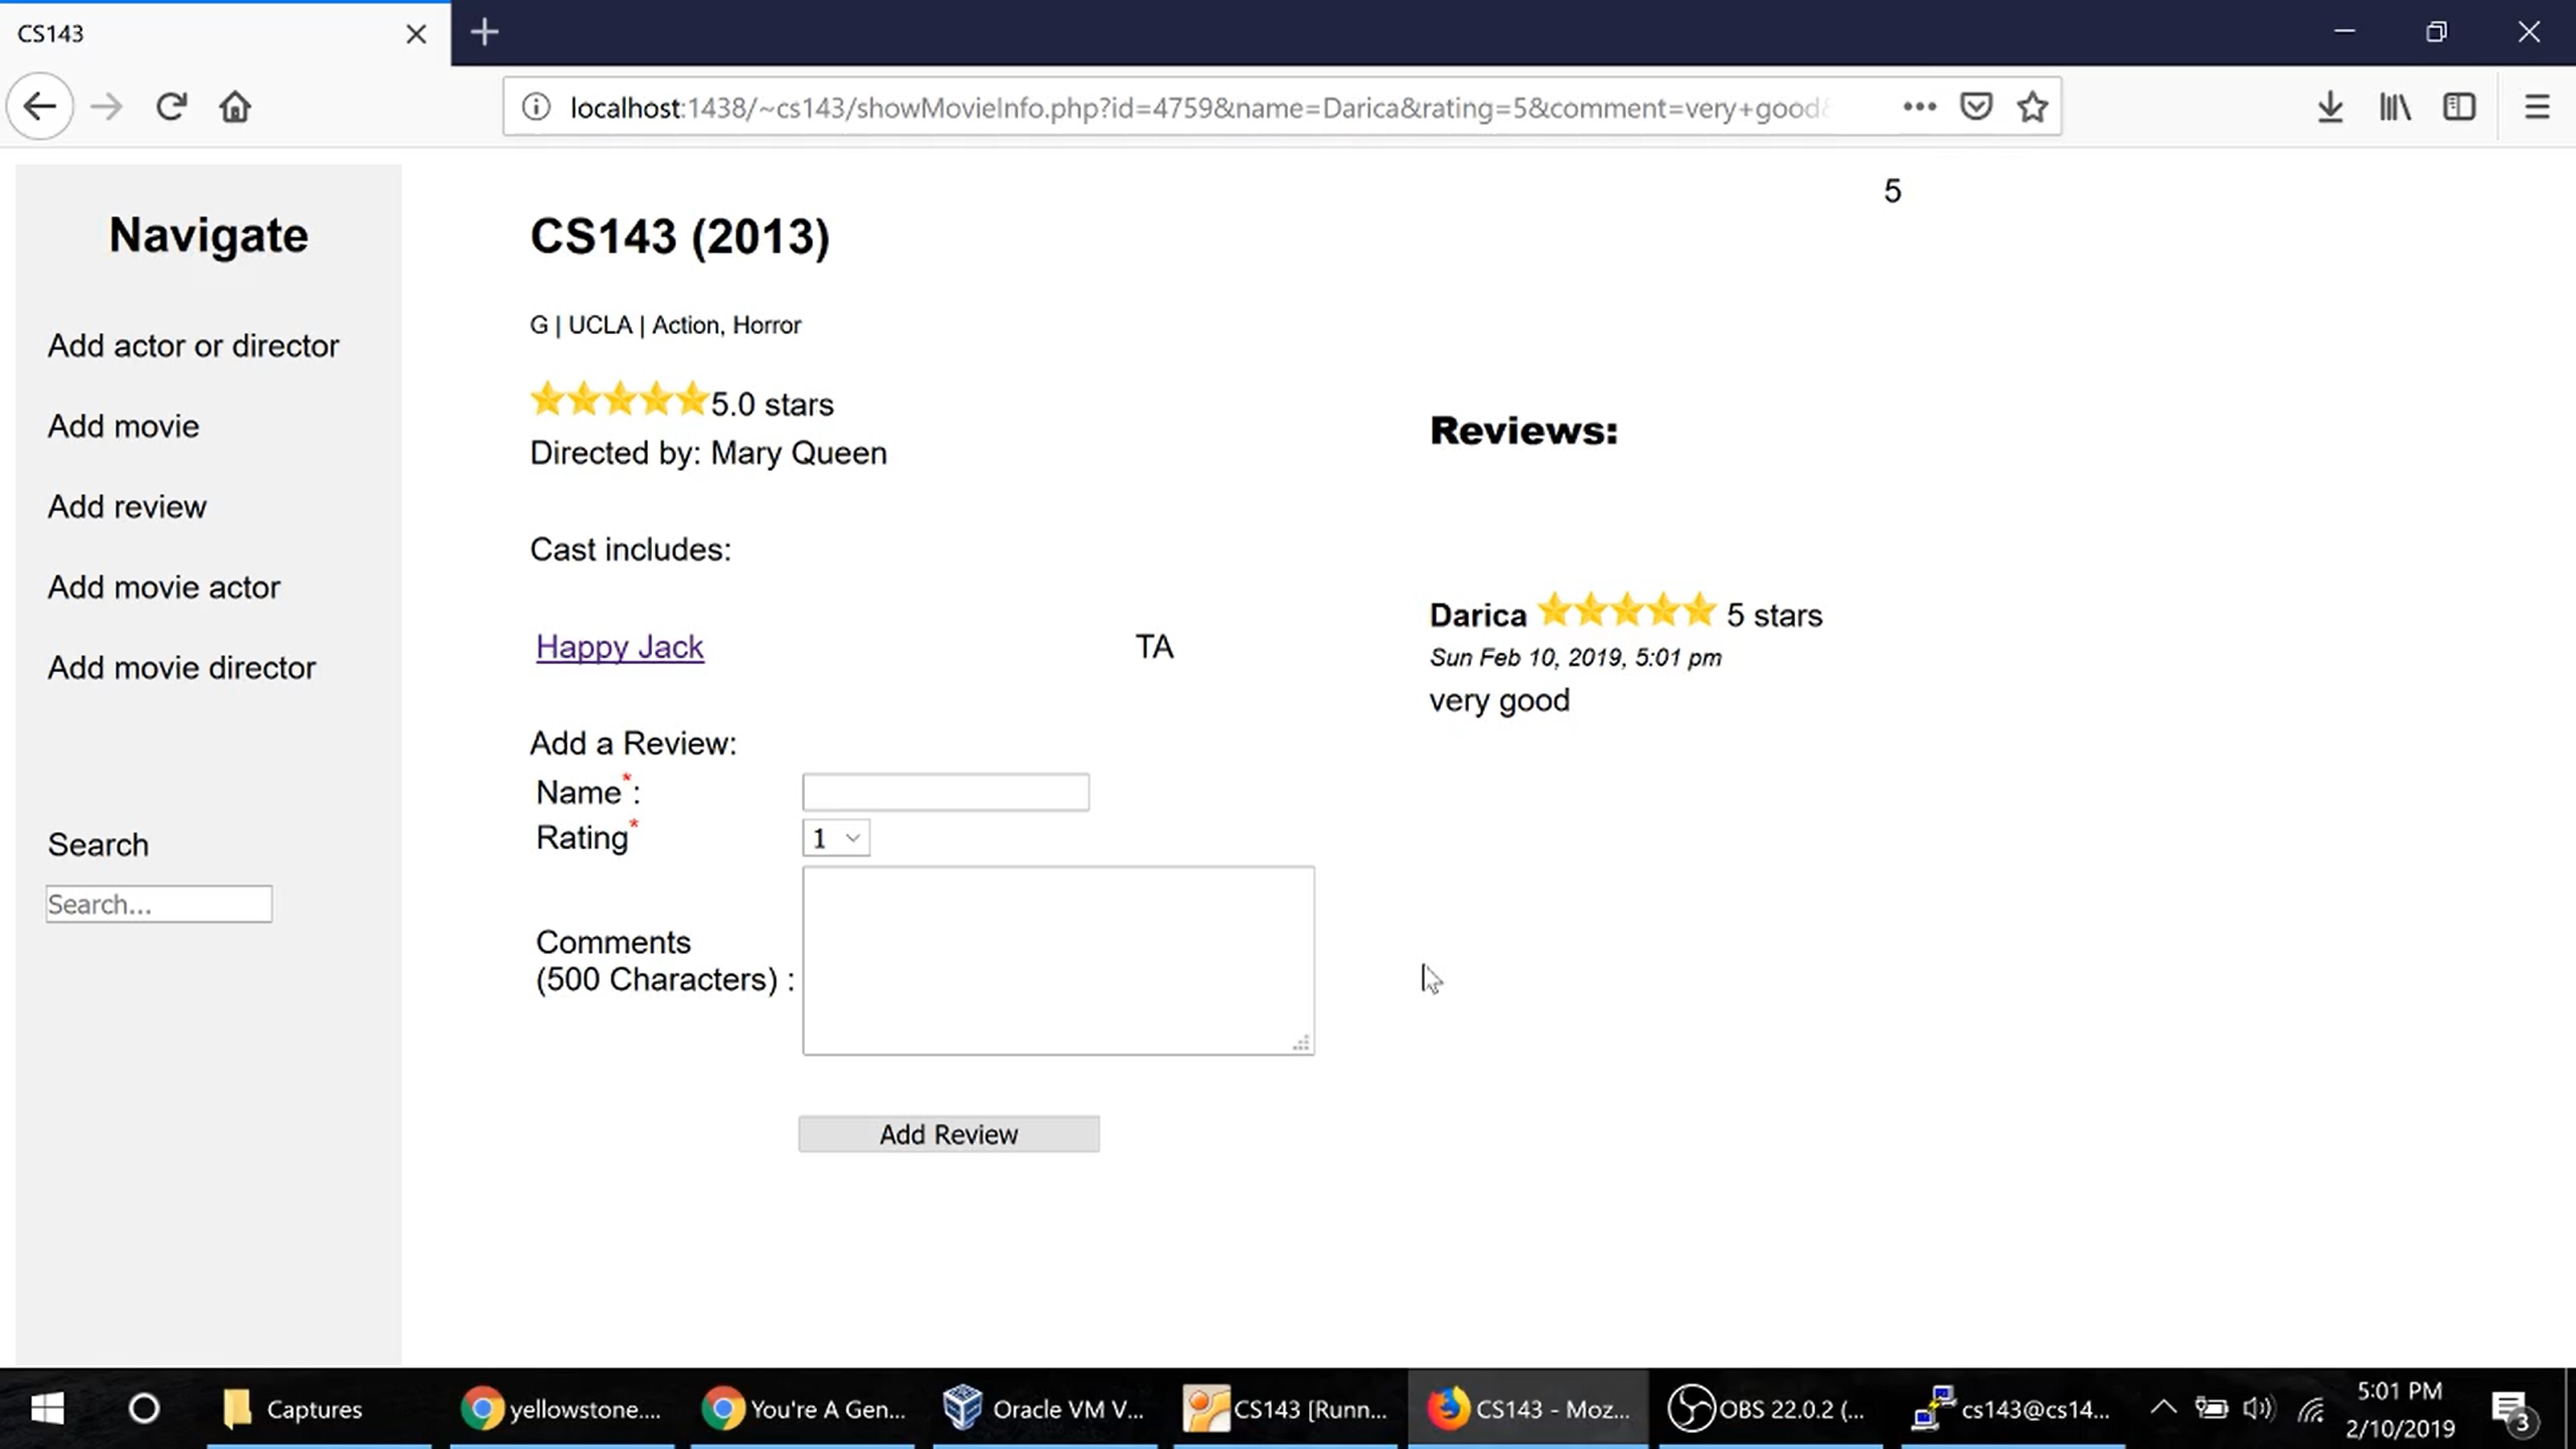 CS143
localhost:1438/~cs143/showMovieInfo.php?id=4759&name=Darica&rating=5&comment=very+good&
5
Navigate
Add actor or director
Add movie
Add review
Add movie actor
Add movie director
Search
Search...
CS143 (2013)
G | UCLA | Action, Horror
5.0 stars
Directed by: Mary Queen
Cast includes:
Happy Jack TA
Add a Review:
Name*:
Rating* 1
Comments
(500 Characters) :
Add Review
Reviews:
Darica 5 stars
Sun Feb 10, 2019, 5:01 pm
very good
Captures
yellowstone....
You're A Gen...
Oracle VM V...
CS143 [Runn...
CS143 - Moz...
OBS 22.0.2 (...
cs143@cs14...
5:01 PM
2/10/2019
3